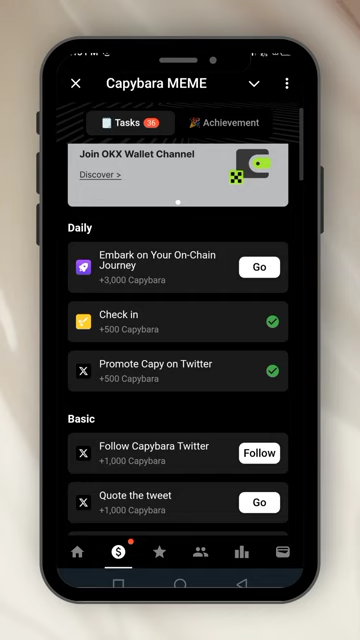 Capybara MEME
Tasks 36
Achievement
Join OKX Wallet Channel
Discover >
Daily
Embark on Your On-Chain
Journey
+3,000 Capybara
Go
Check in
+500 Capybara
Promote Capy on Twitter
+500 Capybara
Basic
Follow Capybara Twitter
+1,000 Capybara
Follow
Quote the tweet
+1,000 Capybara
Go